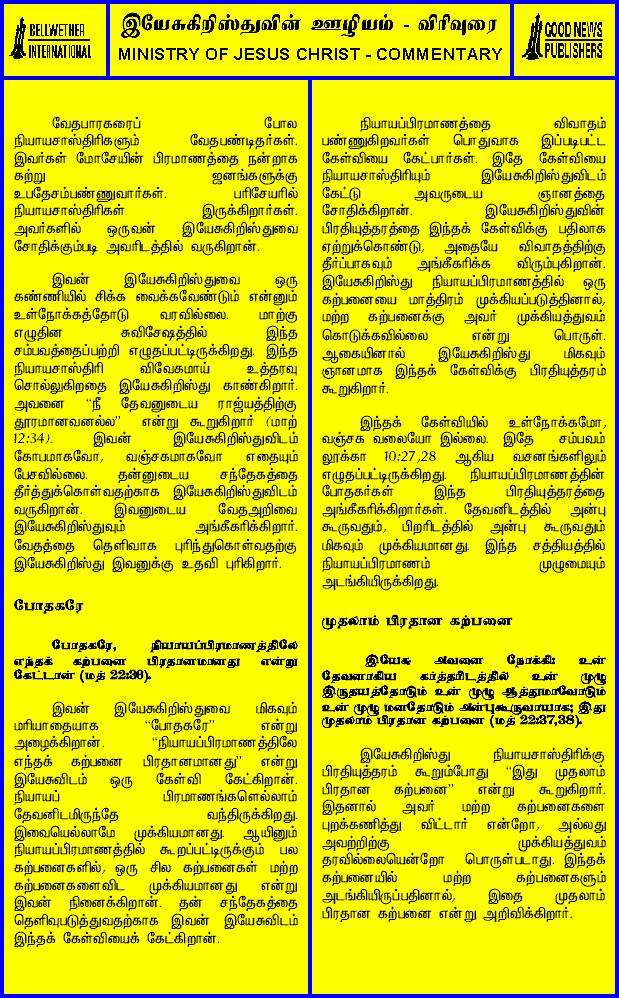 BELLWETHER
INTERNATIONAL
இயேசுகிறிஸ்துவின் ஊழியம் - விரிவுரை
MINISTRY OF JESUS CHRIST - COMMENTARY
GOOD NEWS
PUBLISHERS
வேதபாரகரைப் போல
நியாயசாஸ்திரிகளும் வேதபண்டிதர்கள்.
இவர்கள் மோசேயின் பிரமாணத்தை நன்றாக
கற்று ஜனங்களுக்கு
உபதேசம்பண்ணுவார்கள். பரிசேயரில்
நியாயசாஸ்திரிகள் இருக்கிறார்கள்.
அவர்களில் ஒருவன் இயேசுகிறிஸ்துவை
சோதிக்கும்படி அவரிடத்தில் வருகிறான்.
இவன் இயேசுகிறிஸ்துவை ஒரு
கண்ணியில் சிக்க வைக்கவேண்டும் என்னும்
உள்நோக்கத்தோடு வரவில்லை. மாற்கு
எழுதின சுவிசேஷத்தில் இந்த
சம்பவத்தைப்பற்றி எழுதப்பட்டிருக்கிறது. இந்த
நியாயசாஸ்திரி விவேகமாய் உத்தரவு
சொல்லுகிறதை இயேசுகிறிஸ்து காண்கிறார்.
அவனை “நீ தேவனுடைய ராஜ்யத்திற்கு
தூரமானவனல்ல” என்று கூறுகிறார் (மாற்
12:34). இவன் இயேசுகிறிஸ்துவிடம்
கோபமாகவோ, வஞ்சகமாகவோ எதையும்
பேசவில்லை. தன்னுடைய சந்தேகத்தை
தீர்த்துக்கொள்வதற்காக இயேசுகிறிஸ்துவிடம்
வருகிறான். இவனுடைய வேதஅறிவை
இயேசுகிறிஸ்துவும் அங்கீகரிக்கிறார்.
வேதத்தை தெளிவாக புரிந்துகொள்வதற்கு
இயேசுகிறிஸ்து இவனுக்கு உதவி புரிகிறார்.
போதகரே
போதகரே, நியாயப்பிரமாணத்திலே
எந்தக் கற்பனை பிரதானமானது என்று
கேட்டான் (மத் 22:36).
இவன் இயேசுகிறிஸ்துவை மிகவும்
மரியாதையாக “போதகரே” என்று
அழைக்கிறான். “நியாயப்பிரமாணத்திலே
எந்தக் கற்பனை பிரதானமானது” என்று
இயேசுவிடம் ஒரு கேள்வி கேட்கிறான்.
நியாயப் பிரமாணங்களெல்லாம்
தேவனிடமிருந்தே வந்திருக்கிறது.
இவையெல்லாமே முக்கியமானது. ஆயினும்
நியாயப்பிரமாணத்தில் கூறப்பட்டிருக்கும் பல
கற்பனைகளில், ஒரு சில கற்பனைகள் மற்ற
கற்பனைகளைவிட முக்கியமானது என்று
இவன் நினைக்கிறான். தன் சந்தேகத்தை
தெளிவுபடுத்துவதற்காக இவன் இயேசுவிடம்
இந்தக் கேள்வியைக் கேட்கிறான்.
நியாயப்பிரமாணத்தை விவாதம்
பண்ணுகிறவர்கள் பொதுவாக இப்படிபட்ட
கேள்வியை கேட்பார்கள். இதே கேள்வியை
நியாயசாஸ்திரியும் இயேசுகிறிஸ்துவிடம்
கேட்டு அவருடைய ஞானத்தை
சோதிக்கிறான். இயேசுகிறிஸ்துவின்
பிரதியுத்தரத்தை இந்தக் கேள்விக்கு பதிலாக
ஏற்றுக்கொண்டு, அதையே விவாதத்திற்கு
தீர்ப்பாகவும் அங்கீகரிக்க விரும்புகிறான்.
இயேசுகிறிஸ்து நியாயப்பிரமாணத்தில் ஒரு
கற்பனையை மாத்திரம் முக்கியப்படுத்தினால்,
மற்ற கற்பனைக்கு அவர் முக்கியத்துவம்
கொடுக்கவில்லை என்று பொருள்.
ஆகையினால் இயேசுகிறிஸ்து மிகவும்
ஞானமாக இந்தக் கேள்விக்கு பிரதியுத்தரம்
கூறுகிறார்.
இந்தக் கேள்வியில் உள்நோக்கமோ,
வஞ்சக வலையோ இல்லை. இதே சம்பவம்
லூக்கா 10:27,28 ஆகிய வசனங்களிலும்
எழுதப்பட்டிருக்கிறது. நியாயப்பிரமாணத்தின்
போதகர்கள் இந்த பிரதியுத்தரத்தை
அங்கீகரிக்கிறார்கள். தேவனிடத்தில் அன்பு
கூருவதும், பிறரிடத்தில் அன்பு கூருவதும்
மிகவும் முக்கியமானது. இந்த சத்தியத்தில்
நியாயப்பிரமாணம் முழுமையும்
அடங்கியிருக்கிறது.
முதலாம் பிரதான கற்பனை
இயேசு அவனை நோக்கி: உன்
தேவனாகிய கர்த்தரிடத்தில் உன் முழு
இருதயத்தோடும் உன் முழு ஆத்துமாவோடும்
உன் முழு மனதோடும் அன்புகூருவாயாக; இது
முதலாம் பிரதான கற்பனை (மத் 22:37,38).
இயேசுகிறிஸ்து நியாயசாஸ்திரிக்கு
பிரதியுத்தரம் கூறும்போது “இது முதலாம்
பிரதான கற்பனை” என்று கூறுகிறார்.
இதனால் அவர் மற்ற கற்பனைகளை
புறக்கணித்து விட்டார் என்றோ, அல்லது
அவற்றிற்கு முக்கியத்துவம்
தரவில்லையென்றோ பொருள்படாது. இந்தக்
கற்பனையில் மற்ற கற்பனைகளும்
அடங்கியிருப்பதினால், இதை முதலாம்
பிரதான கற்பனை என்று அறிவிக்கிறார்.